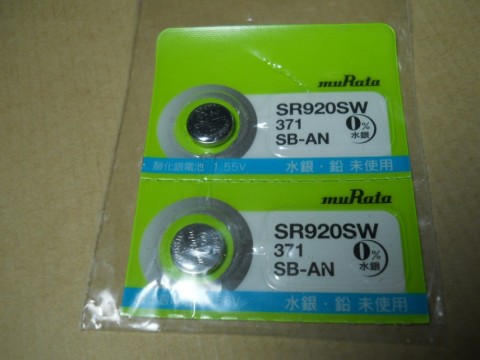 muRata
SR920SW
371
SB-AN
0%
水銀
酸化銀電池 1.55V
水銀・鉛 未使用
muRata
SR920SW
371
SB-AN
0%
水銀
水銀・鉛 未使用